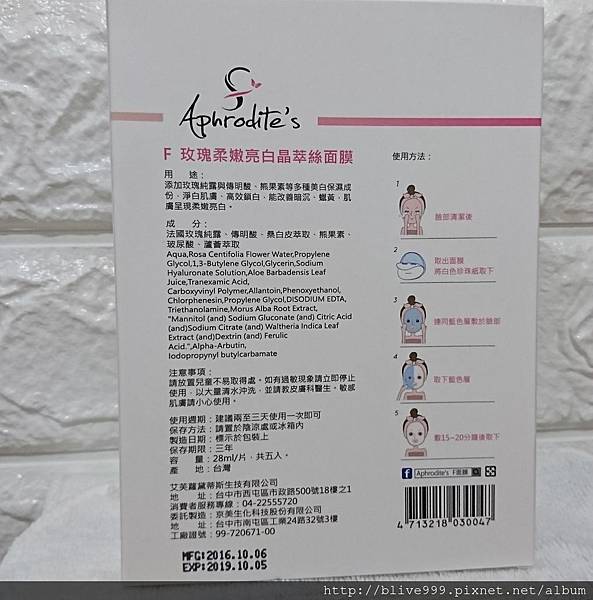 Aphrodite's
F 玫瑰柔嫩亮白晶萃絲面膜
用　途：
添加玫瑰純露與傳明酸、熊果素等多種美白保濕成
份，淨白肌膚、高效鎖白，能改善暗沉、蠟黃，肌
膚呈現柔嫩亮白。
成　分：
法國玫瑰純露、傳明酸、桑白皮萃取、熊果素、
玻尿酸、蘆薈萃取
Aqua,Rosa Centifolia Flower Water,Propylene
Glycol,1,3-Butylene Glycol,Glycerin,Sodium
Hyaluronate Solution,Aloe Barbadensis Leaf
Juice,Tranexamic Acid,
Carboxyvinyl Polymer,Allantoin,Phenoxyethanol,
Chlorphenesin,Propylene Glycol,DISODIUM EDTA,
Triethanolamine,Morus Alba Root Extract,
"Mannitol (and) Sodium Gluconate (and) Citric Acid
(and)Sodium Citrate (and) Waltheria Indica Leaf
Extract (and)Dextrin (and) Ferulic
Acid.",Alpha-Arbutin,
Iodopropynyl butylcarbamate
注意事項：
請放置兒童不易取得處。如有過敏現象請立即停止
使用，以大量清水沖洗，並請教皮膚科醫生。敏感
肌膚請小心使用。
使用週期：建議兩至三天使用一次即可
保存方法：請置於陰涼處或冰箱內
製造日期：標示於包裝上
保存期限：三年
容　量：28ml/片，共五入。
產　地：台灣
艾芙蘿黛蒂斯生技有限公司
地　址：台中市西屯區市政路500號18樓之1
消費者服務專線：04-22555720
委託製造：京美生化科技股份有限公司
地　址：台中市南屯區工業24路32號3樓
工廠證號：99-720671-00
MFG:2016.10.06
EXP:2019.10.05
使用方法：
1
臉部清潔後
2
取出面膜
將白色珍珠紙取下
3
連同藍色層敷於臉部
4
取下藍色層
5
敷15~20分鐘後取下
f Aphrodite's F面膜
4 713218 030047
http://blive999.pixnet.net/album